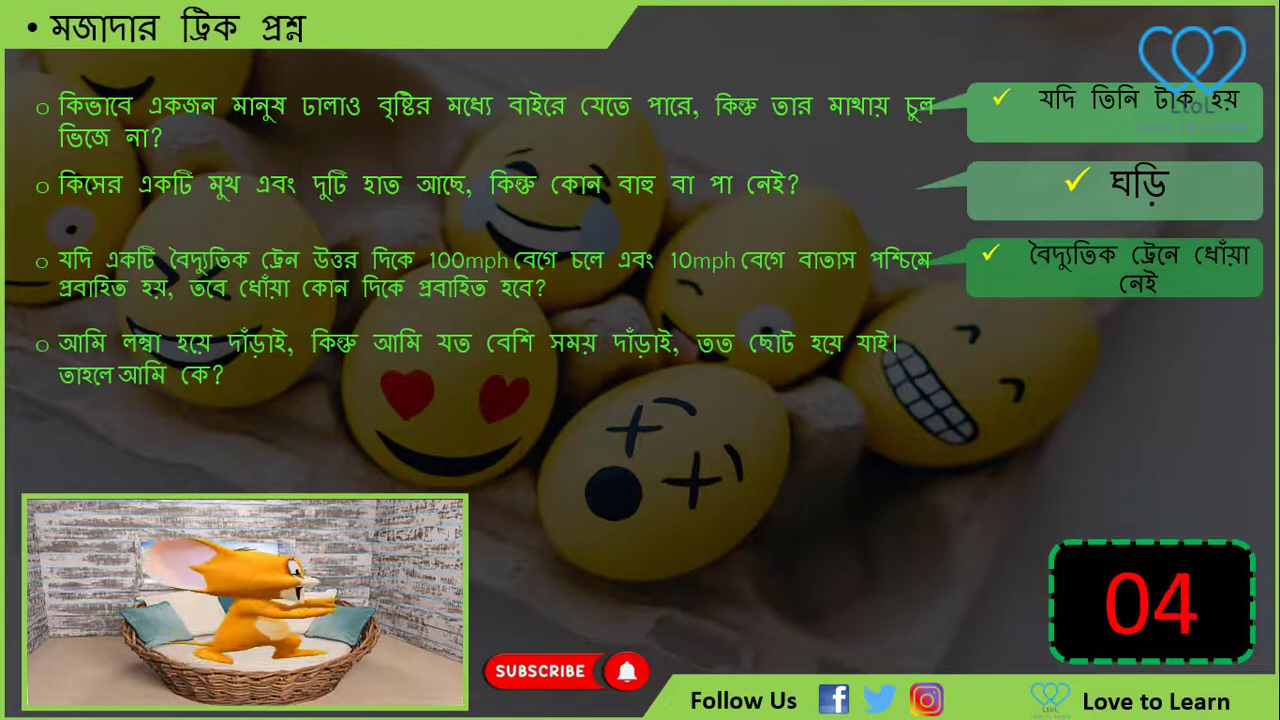 • মজাদার ট্রিক প্রশ্ন
o কিভাবে একজন মানুষ ঢালাও বৃষ্টির মধ্যে বাইরে যেতে পারে, কিন্তু তার মাথায় চুল
ভিজে না?
✓ যদি তিনি টাক হয়
LtoL
o কিসের একটি মুখ এবং দুটি হাত আছে, কিন্তু কোন বাহু বা পা নেই?
✓ ঘড়ি
o যদি একটি বৈদ্যুতিক ট্রেন উত্তর দিকে 100mph বেগে চলে এবং 10mph বেগে বাতাস পশ্চিমে
প্রবাহিত হয়, তবে ধোঁয়া কোন দিকে প্রবাহিত হবে?
✓ বৈদ্যুতিক ট্রেনে ধোঁয়া
নেই
o আমি লম্বা হয়ে দাঁড়াই, কিন্তু আমি যত বেশি সময় দাঁড়াই, তত ছোট হয়ে যাই।
তাহলে আমি কে?
04
SUBSCRIBE
Follow Us
LtoL
Love to Learn